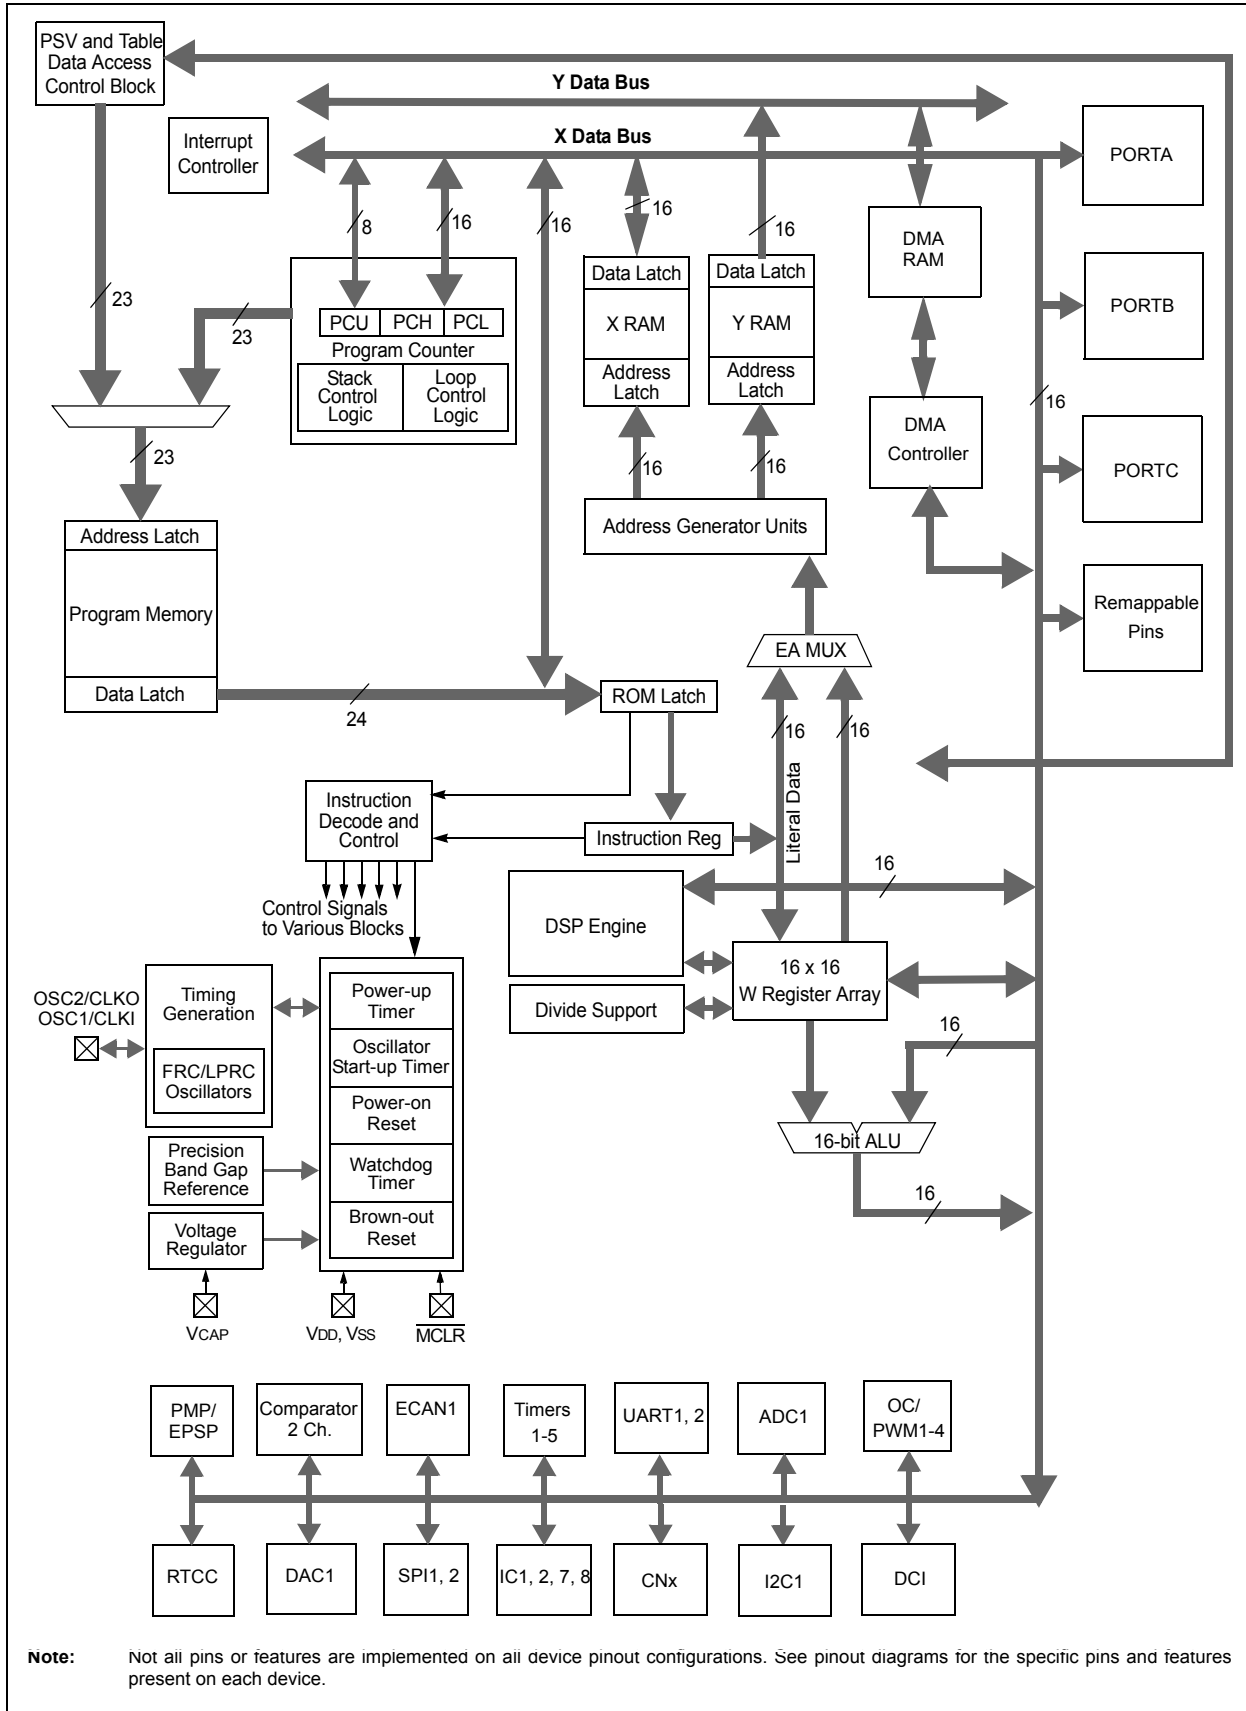 PSV and Table
Data Access
Control Block
Y Data Bus
Interrupt
Controller
X Data Bus
PORTA
8
16
16
16
16
DMA
RAM
23
23
Data Latch
Data Latch
PORTB
PCU
PCH
PCL
X RAM
Y RAM
Program Counter
Stack
Control
Logic
Loop
Control
Logic
Address
Latch
Address
Latch
16
23
16
16
DMA
Controller
PORTC
Address Latch
Address Generator Units
Program Memory
Remappable
Pins
EA MUX
Data Latch
ROM Latch
24
16
16
Literal Data
Instruction
Decode and
Control
Instruction Reg
16
Control Signals
to Various Blocks
DSP Engine
16 x 16
W Register Array
OSC2/CLKO
OSC1/CLKI
Timing
Generation
Power-up
Timer
Divide Support
16
FRC/LPRC
Oscillators
Oscillator
Start-up Timer
Power-on
Reset
16-bit ALU
Precision
Band Gap
Reference
Watchdog
Timer
16
Voltage
Regulator
Brown-out
Reset
VCAP
VDD, VSS
MCLR
PMP/
EPSP
Comparator
2 Ch.
ECAN1
Timers
1-5
UART1, 2
ADC1
OC/
PWM1-4
RTCC
DAC1
SPI1, 2
IC1, 2, 7, 8
CNx
I2C1
DCI
Note: Not all pins or features are implemented on all device pinout configurations. See pinout diagrams for the specific pins and features
present on each device.